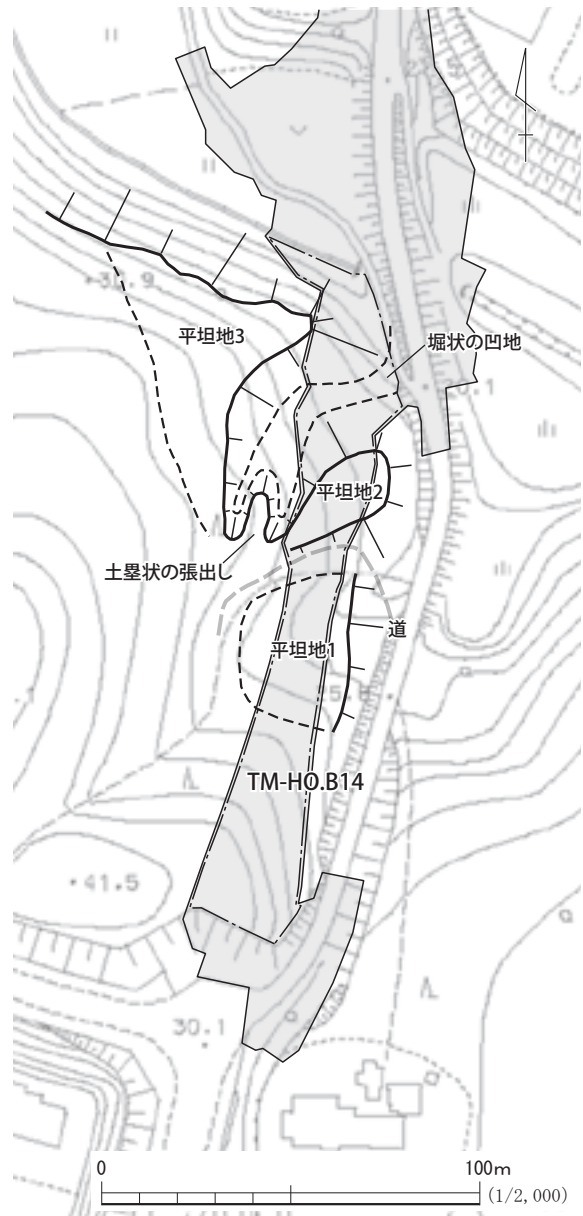 平坦地3
堀状の凹地
平坦地2
土塁状の張出し
道
平坦地1
TM-HO.B14
・41.5
30.1
0
100m
(1/2,000)